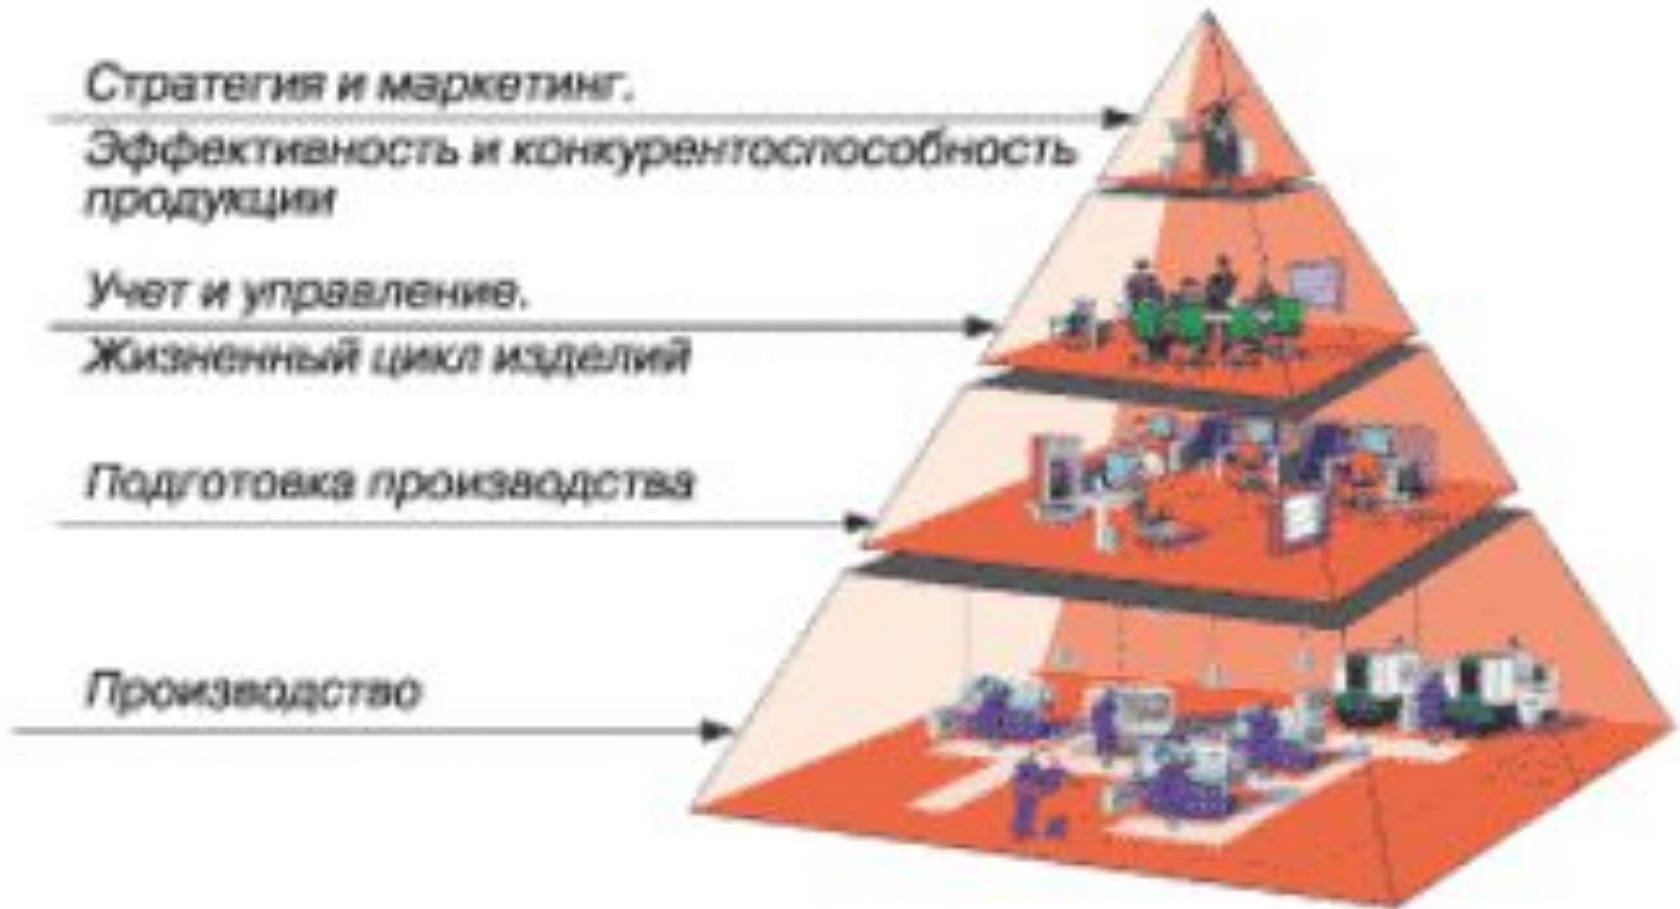 Стратегия и маркетинг.
Эффективность и конкурентоспособность
продукции
Учет и управление.
Жизненный цикл изделий
Подготовка производства
Производство